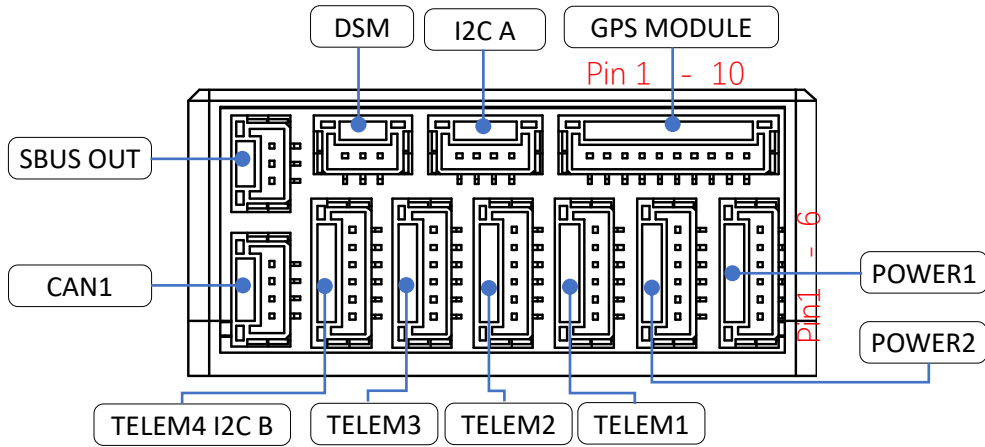 DSM
I2C A
GPS MODULE
Pin 1 - 10
SBUS OUT
CAN1
Pin1 - 6
POWER1
POWER2
TELEM4 I2C B
TELEM3
TELEM2
TELEM1